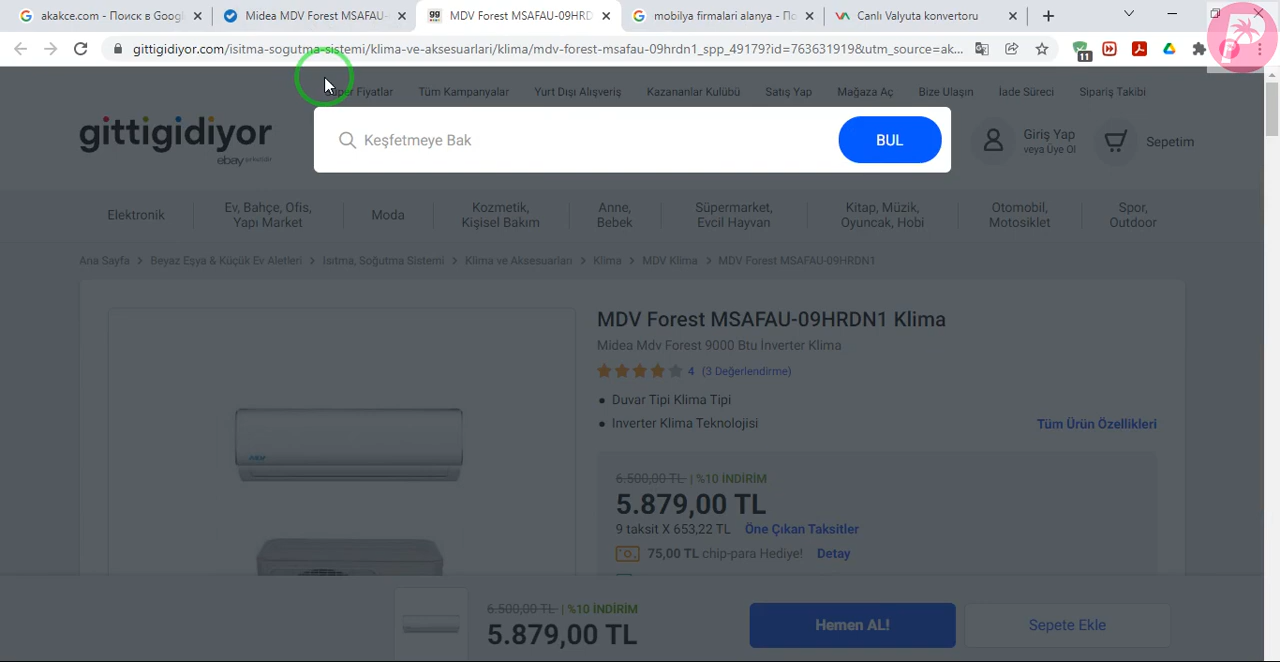 akakce.com - Поиск в Googl
Midea MDV Forest MSAFAU-
MDV Forest MSAFAU-09HRD
mobilya firmalari alanya - По
Canlı Valyuta konvertoru
gittigidiyor.com/isitma-sogutma-sistemi/klima-ve-aksesuarlari/klima/mdv-forest-msafau-09hrdn1_spp_49179?id=763631919&utm_source=ak...
11
Süper Fiyatlar
Tüm Kampanyalar
Yurt Dışı Alışveriş
Kazananlar Kulübü
Satış Yap
Mağaza Aç
Bize Ulaşın
İade Süreci
Sipariş Takibi
gittigidiyor
ebay
Keşfetmeye Bak
BUL
Giriş Yap
veya Üye Ol
Sepetim
Elektronik
Ev, Bahçe, Ofis,
Yapı Market
Moda
Kozmetik,
Kişisel Bakım
Anne,
Bebek
Süpermarket,
Evcil Hayvan
Kitap, Müzik,
Oyuncak, Hobi
Otomobil,
Motosiklet
Spor,
Outdoor
Ana Sayfa > Beyaz Eşya & Küçük Ev Aletleri > Isıtma, Soğutma Sistemi > Klima ve Aksesuarları > Klima > MDV Klima > MDV Forest MSAFAU-09HRDN1
MDV Forest MSAFAU-09HRDN1 Klima
Midea Mdv Forest 9000 Btu İnverter Klima
4 (3 Değerlendirme)
• Duvar Tipi Klima Tipi
• Inverter Klima Teknolojisi
Tüm Ürün Özellikleri
6.500,00 TL | %10 İNDİRİM
5.879,00 TL
9 taksit X 653,22 TL Öne Çıkan Taksitler
75,00 TL chip-para Hediye! Detay
6.500,00 TL | %10 İNDİRİM
5.879,00 TL
Hemen AL!
Sepete Ekle